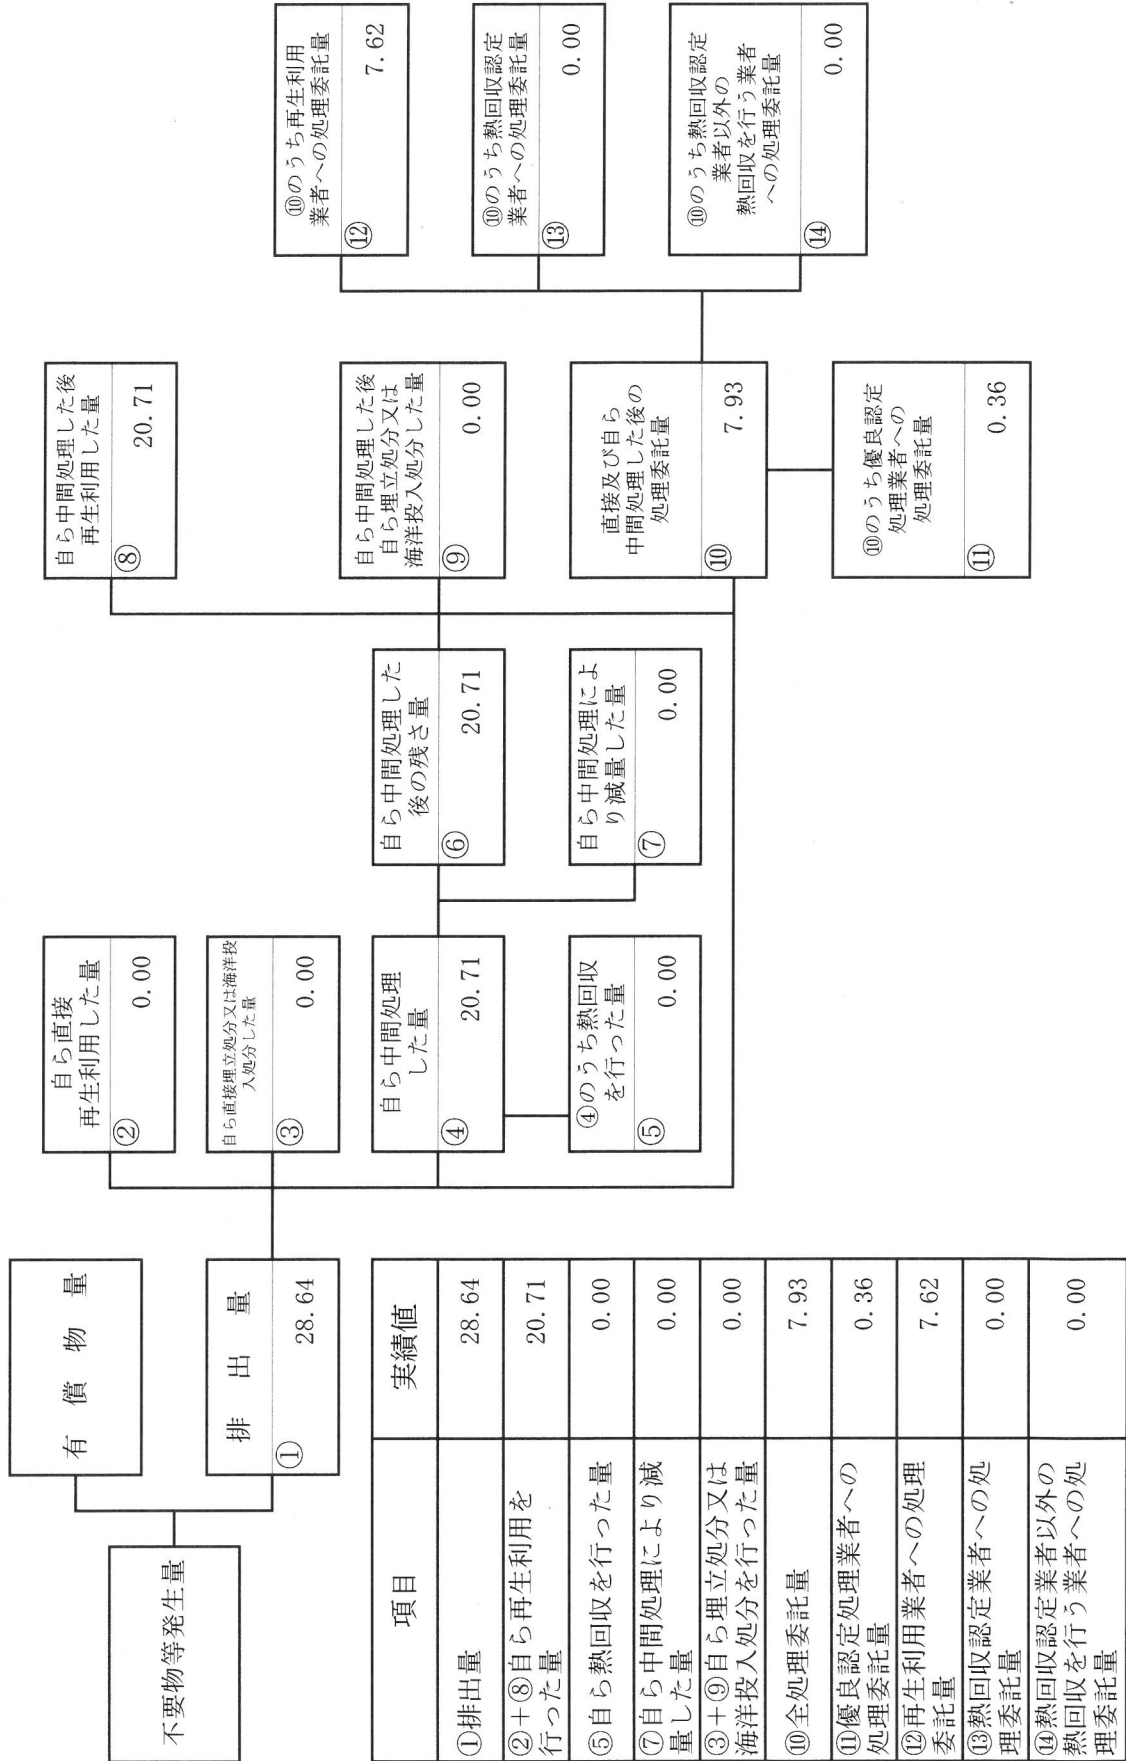 不要物等発生量
有償物量
排出量
①
28.64
自ら直接
再生利用した量
②
0.00
自ら直接埋立処分又は海洋投
入処分した量
③
0.00
自ら中間処理
した量
④
20.71
④のうち熱回収
を行った量
⑤
0.00
自ら中間処理した
後の残さ量
⑥
20.71
自ら中間処理によ
り減量した量
⑦
0.00
自ら中間処理した後
再生利用した量
⑧
20.71
自ら中間処理した後
自ら埋立処分又は
海洋投入処分した量
⑨
0.00
直接及び自ら
中間処理した後の
処理委託量
⑩
7.93
⑩のうち優良認定
処理業者への
処理委託量
⑪
0.36
⑩のうち再生利用
業者への処理委託量
⑫
7.62
⑩のうち熱回収認定
業者への処理委託量
⑬
0.00
⑩のうち熱回収認定
業者以外の
熱回収を行う業者
への処理委託量
⑭
0.00
項目 実績値
①排出量 28.64
②+⑧自ら再生利用を
行った量 20.71
⑤自ら熱回収を行った量 0.00
⑦自ら中間処理により減
量した量 0.00
③+⑨自ら埋立処分又は
海洋投入処分を行った量 0.00
⑩全処理委託量 7.93
⑪優良認定処理業者への
処理委託量 0.36
⑫再生利用業者への処理
委託量 7.62
⑬熱回収認定業者への処
理委託量 0.00
⑭熱回収認定業者以外の
熱回収を行う業者への処
理委託量 0.00